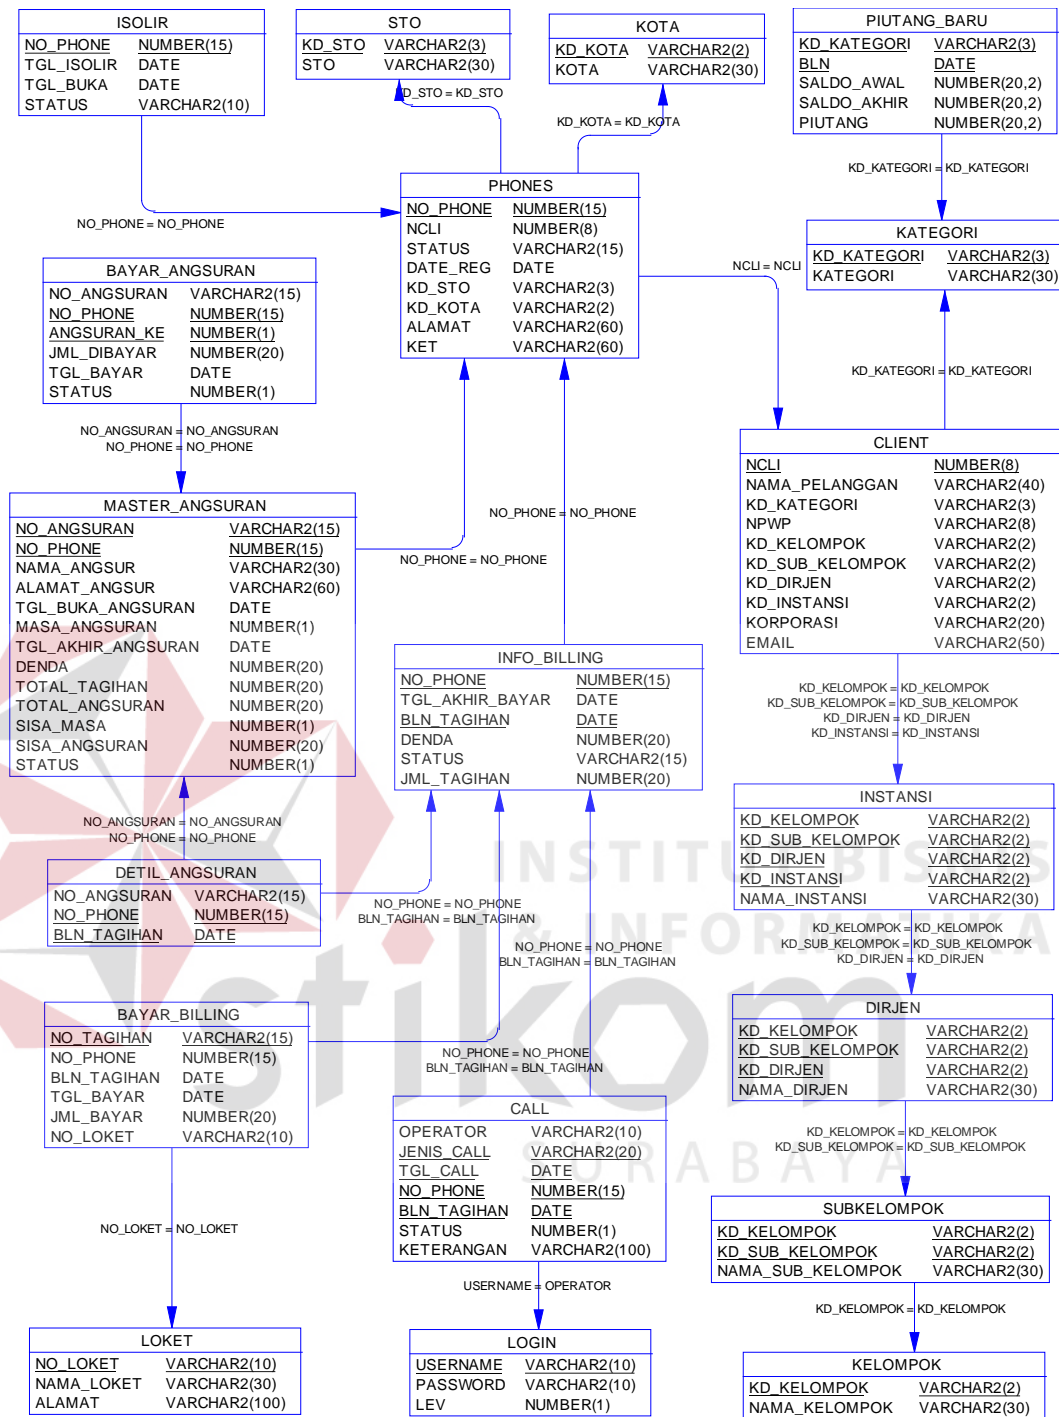 ISOLIR
NO_PHONE NUMBER(15)
TGL_ISOLIR DATE
TGL_BUKA DATE
STATUS VARCHAR2(10)
STO
KD_STO VARCHAR2(3)
STO VARCHAR2(30)
KOTA
KD_KOTA VARCHAR2(2)
KOTA VARCHAR2(30)
PIUTANG_BARU
KD_KATEGORI VARCHAR2(3)
BLN DATE
SALDO_AWAL NUMBER(20,2)
SALDO_AKHIR NUMBER(20,2)
PIUTANG NUMBER(20,2)
KD_STO = KD_STO
KD_KOTA = KD_KOTA
KD_KATEGORI = KD_KATEGORI
NO_PHONE = NO_PHONE
PHONES
NO_PHONE NUMBER(15)
NCLI NUMBER(8)
STATUS VARCHAR2(15)
DATE_REG DATE
KD_STO VARCHAR2(3)
KD_KOTA VARCHAR2(2)
ALAMAT VARCHAR2(60)
KET VARCHAR2(60)
KATEGORI
KD_KATEGORI VARCHAR2(3)
KATEGORI VARCHAR2(30)
NCLI = NCLI
BAYAR_ANGSURAN
NO_ANGSURAN VARCHAR2(15)
NO_PHONE NUMBER(15)
ANGSURAN_KE NUMBER(1)
JML_DIBAYAR NUMBER(20)
TGL_BAYAR DATE
STATUS NUMBER(1)
KD_KATEGORI = KD_KATEGORI
NO_ANGSURAN = NO_ANGSURAN
NO_PHONE = NO_PHONE
CLIENT
NCLI NUMBER(8)
NAMA_PELANGGAN VARCHAR2(40)
KD_KATEGORI VARCHAR2(3)
NPWP VARCHAR2(8)
KD_KELOMPOK VARCHAR2(2)
KD_SUB_KELOMPOK VARCHAR2(2)
KD_DIRJEN VARCHAR2(2)
KD_INSTANSI VARCHAR2(2)
KORPORASI VARCHAR2(20)
EMAIL VARCHAR2(50)
MASTER_ANGSURAN
NO_ANGSURAN VARCHAR2(15)
NO_PHONE NUMBER(15)
NAMA_ANGSUR VARCHAR2(30)
ALAMAT_ANGSUR VARCHAR2(60)
TGL_BUKA_ANGSURAN DATE
MASA_ANGSURAN NUMBER(1)
TGL_AKHIR_ANGSURAN DATE
DENDA NUMBER(20)
TOTAL_TAGIHAN NUMBER(20)
TOTAL_ANGSURAN NUMBER(20)
SISA_MASA NUMBER(1)
SISA_ANGSURAN NUMBER(20)
STATUS NUMBER(1)
NO_PHONE = NO_PHONE
NO_PHONE = NO_PHONE
INFO_BILLING
NO_PHONE NUMBER(15)
TGL_AKHIR_BAYAR DATE
BLN_TAGIHAN DATE
DENDA NUMBER(20)
STATUS VARCHAR2(15)
JML_TAGIHAN NUMBER(20)
KD_KELOMPOK = KD_KELOMPOK
KD_SUB_KELOMPOK = KD_SUB_KELOMPOK
KD_DIRJEN = KD_DIRJEN
KD_INSTANSI = KD_INSTANSI
INSTANSI
KD_KELOMPOK VARCHAR2(2)
KD_SUB_KELOMPOK VARCHAR2(2)
KD_DIRJEN VARCHAR2(2)
KD_INSTANSI VARCHAR2(2)
NAMA_INSTANSI VARCHAR2(30)
NO_ANGSURAN = NO_ANGSURAN
NO_PHONE = NO_PHONE
DETIL_ANGSURAN
NO_ANGSURAN VARCHAR2(15)
NO_PHONE NUMBER(15)
BLN_TAGIHAN DATE
NO_PHONE = NO_PHONE
BLN_TAGIHAN = BLN_TAGIHAN
INSTITUT BISNIS
& INFORMATIKA
stikom
SURABAYA
NO_PHONE = NO_PHONE
BLN_TAGIHAN = BLN_TAGIHAN
KD_KELOMPOK = KD_KELOMPOK
KD_SUB_KELOMPOK = KD_SUB_KELOMPOK
KD_DIRJEN = KD_DIRJEN
DIRJEN
KD_KELOMPOK VARCHAR2(2)
KD_SUB_KELOMPOK VARCHAR2(2)
KD_DIRJEN VARCHAR2(2)
NAMA_DIRJEN VARCHAR2(30)
BAYAR_BILLING
NO_TAGIHAN VARCHAR2(15)
NO_PHONE NUMBER(15)
BLN_TAGIHAN DATE
TGL_BAYAR DATE
JML_BAYAR NUMBER(20)
NO_LOKET VARCHAR2(10)
NO_PHONE = NO_PHONE
BLN_TAGIHAN = BLN_TAGIHAN
CALL
OPERATOR VARCHAR2(10)
JENIS_CALL VARCHAR2(20)
TGL_CALL DATE
NO_PHONE NUMBER(15)
BLN_TAGIHAN DATE
STATUS NUMBER(1)
KETERANGAN VARCHAR2(100)
KD_KELOMPOK = KD_KELOMPOK
KD_SUB_KELOMPOK = KD_SUB_KELOMPOK
SUBKELOMPOK
KD_KELOMPOK VARCHAR2(2)
KD_SUB_KELOMPOK VARCHAR2(2)
NAMA_SUB_KELOMPOK VARCHAR2(30)
NO_LOKET = NO_LOKET
USERNAME = OPERATOR
KD_KELOMPOK = KD_KELOMPOK
LOKET
NO_LOKET VARCHAR2(10)
NAMA_LOKET VARCHAR2(30)
ALAMAT VARCHAR2(100)
LOGIN
USERNAME VARCHAR2(10)
PASSWORD VARCHAR2(10)
LEV NUMBER(1)
KELOMPOK
KD_KELOMPOK VARCHAR2(2)
NAMA_KELOMPOK VARCHAR2(30)